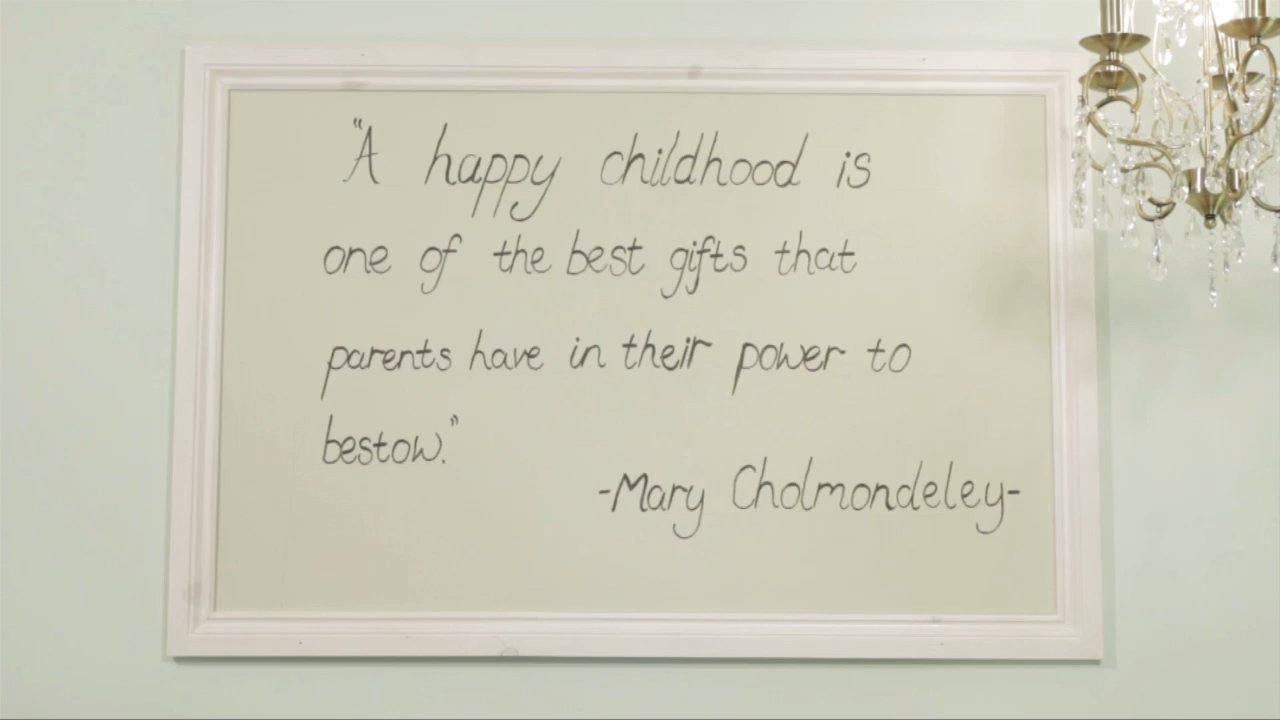 "A happy childhood is
one of the best gifts that
parents have in their power to
bestow."
-Mary Cholmondeley-